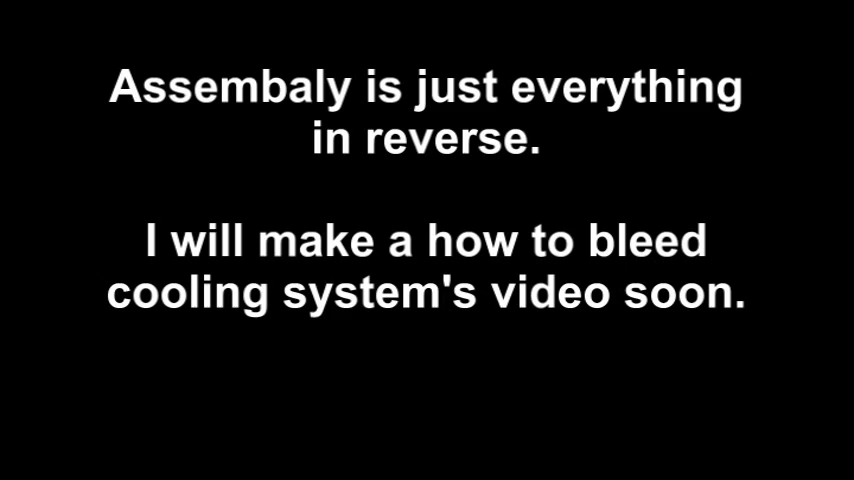 Assembaly is just everything
in reverse.
I will make a how to bleed
cooling system's video soon.